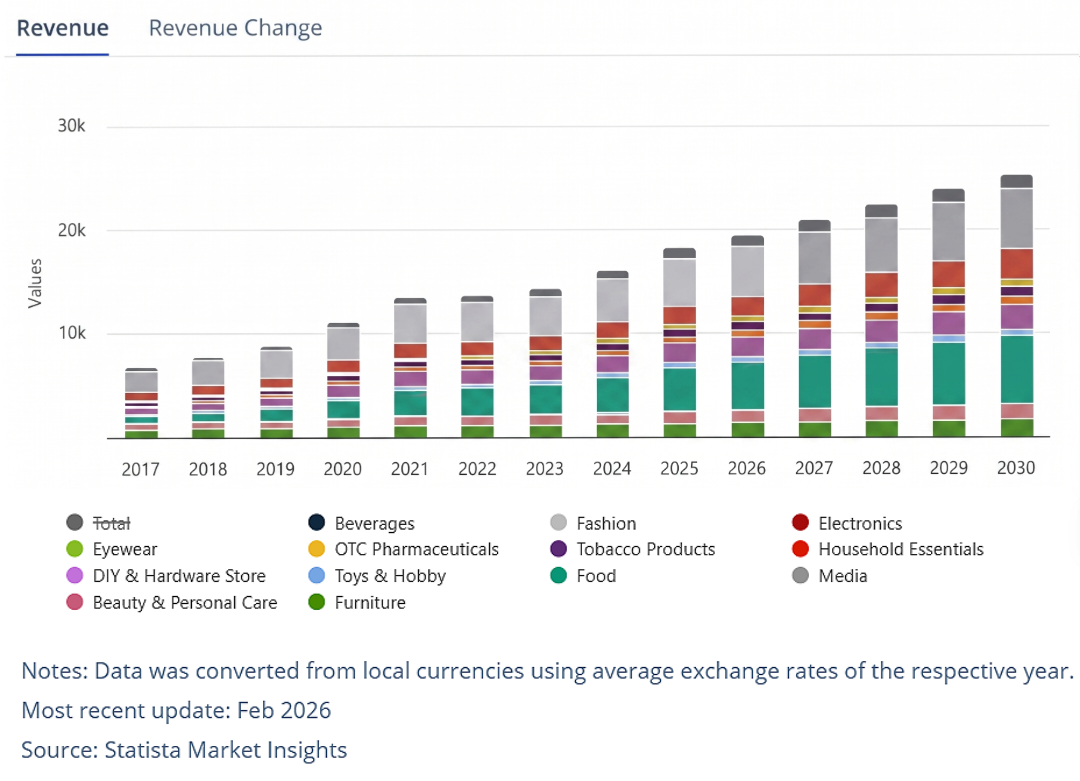 Revenue Revenue Change
30k
20k
10k
Values
2017 2018 2019 2020 2021 2022 2023 2024 2025 2026 2027 2028 2029 2030
Total Beverages Fashion Electronics
Eyewear OTC Pharmaceuticals Tobacco Products Household Essentials
DIY & Hardware Store Toys & Hobby Food Media
Beauty & Personal Care Furniture
Notes: Data was converted from local currencies using average exchange rates of the respective year.
Most recent update: Feb 2026
Source: Statista Market Insights